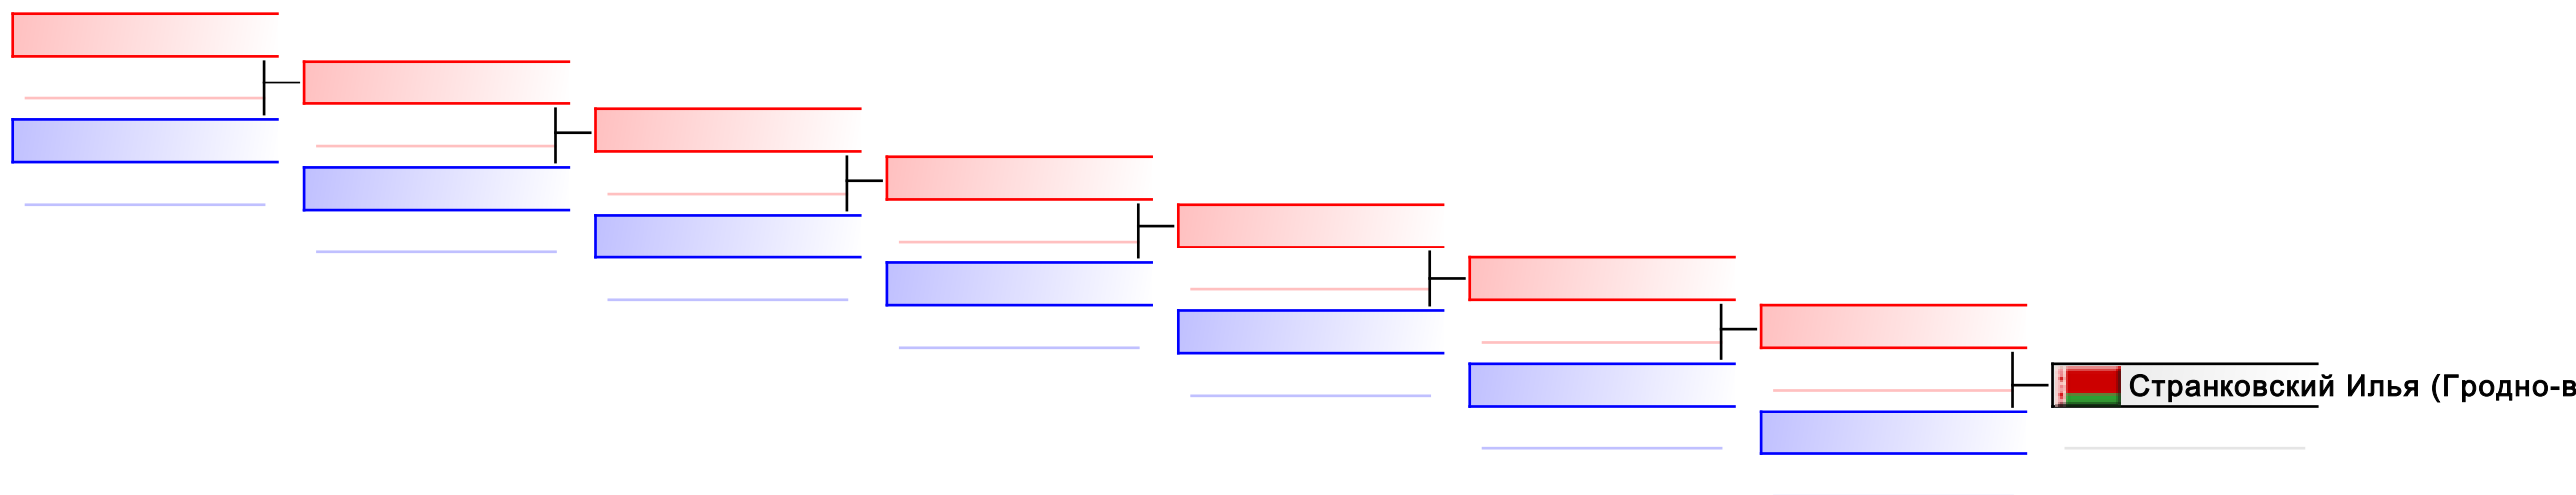 Странковский Илья (Гродно-в